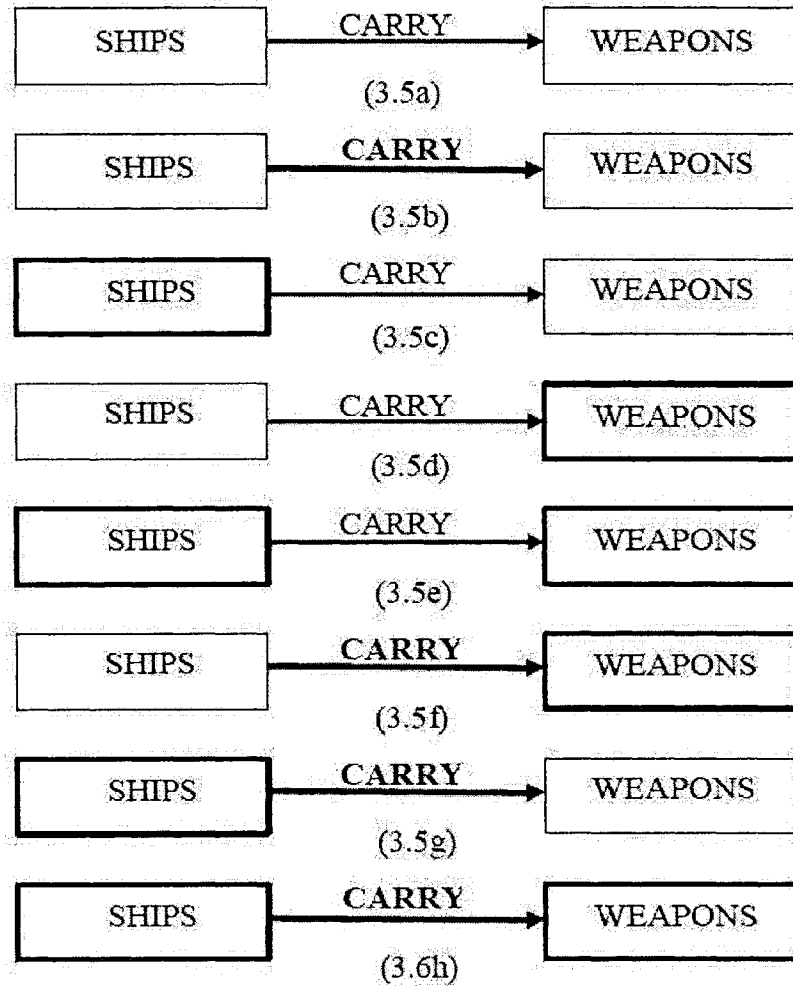 SHIPS CARRY WEAPONS
(3.5a)
SHIPS CARRY WEAPONS
(3.5b)
SHIPS CARRY WEAPONS
(3.5c)
SHIPS CARRY WEAPONS
(3.5d)
SHIPS CARRY WEAPONS
(3.5e)
SHIPS CARRY WEAPONS
(3.5f)
SHIPS CARRY WEAPONS
(3.5g)
SHIPS CARRY WEAPONS
(3.6h)